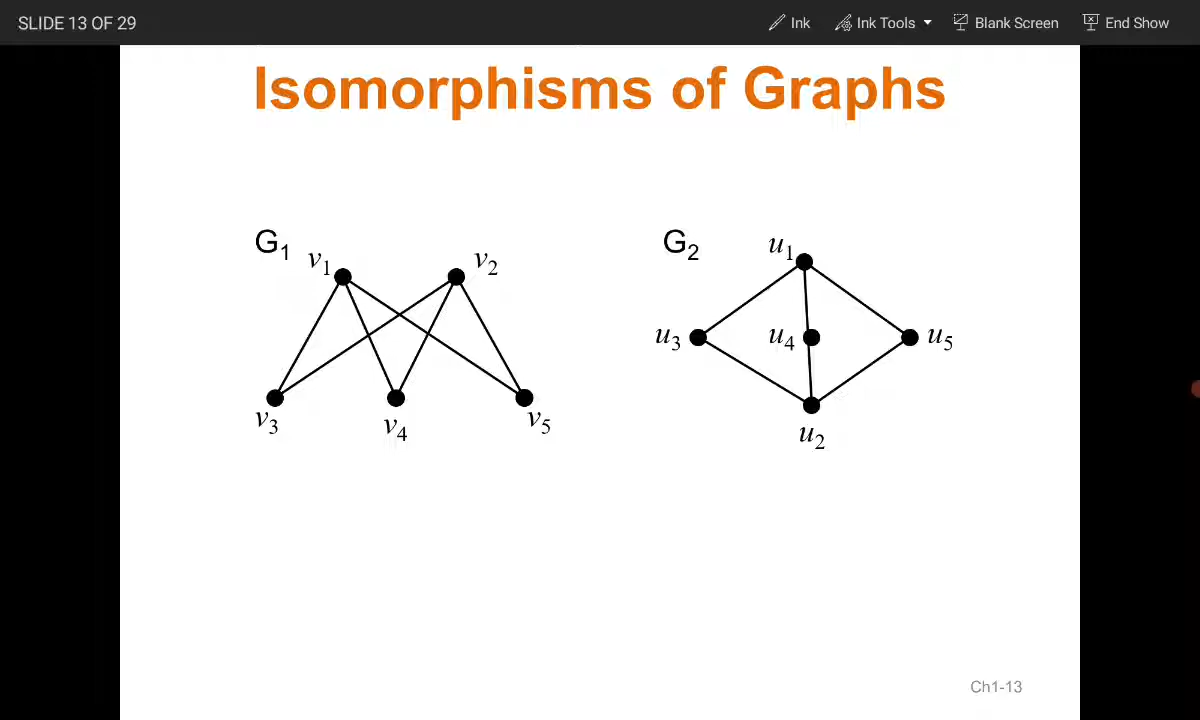 SLIDE 13 OF 29
Ink
Ink Tools
Blank Screen
End Show
Isomorphisms of Graphs
G₁
v₁
v₂
v₃
v₄
v₅
G₂
u₁
u₃
u₄
u₅
u₂
Ch1-13